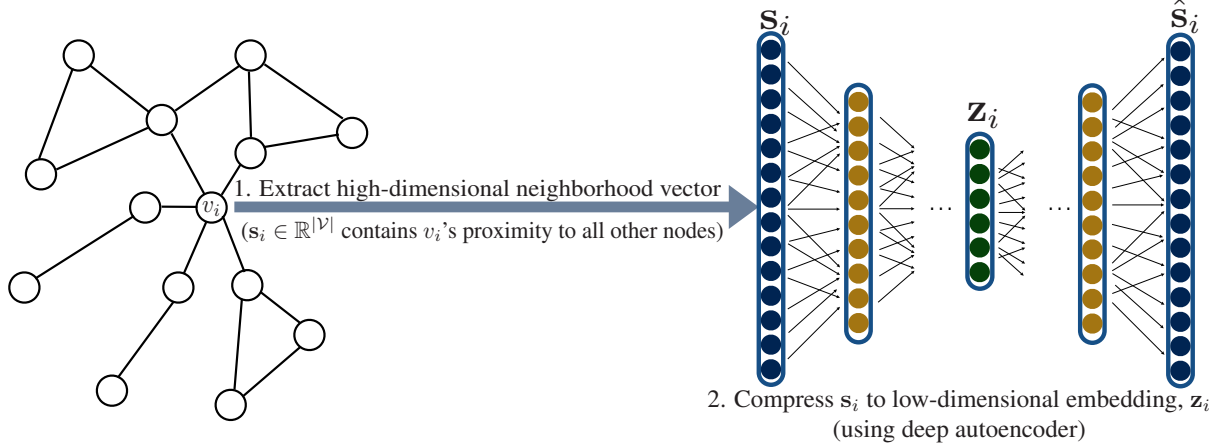 s_i
ŝ_i
z_i
1. Extract high-dimensional neighborhood vector
v_i
(s_i ∈ ℝ^{|𝒱|} contains v_i's proximity to all other nodes)
...
...
2. Compress s_i to low-dimensional embedding, z_i
(using deep autoencoder)